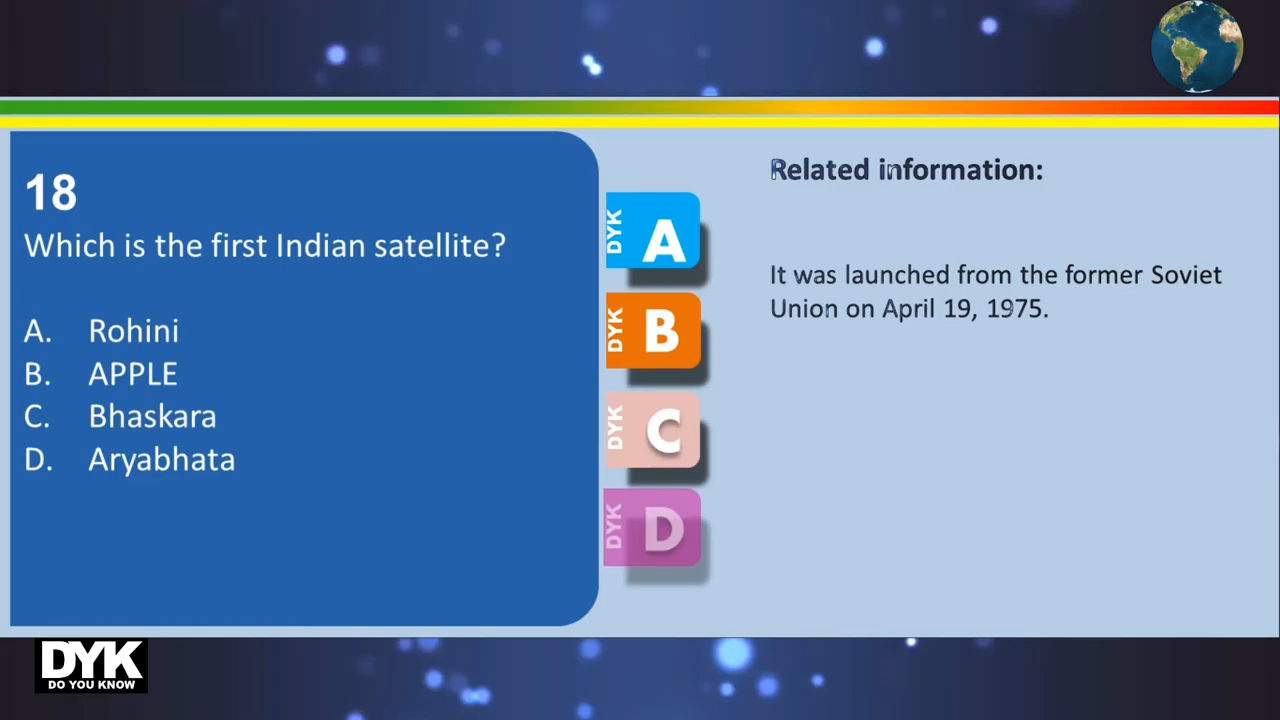 18
Which is the first Indian satellite?
A. Rohini
B. APPLE
C. Bhaskara
D. Aryabhata
DYK A
DYK B
DYK C
DYK D
Related information:
It was launched from the former Soviet
Union on April 19, 1975.
DYK
DO YOU KNOW